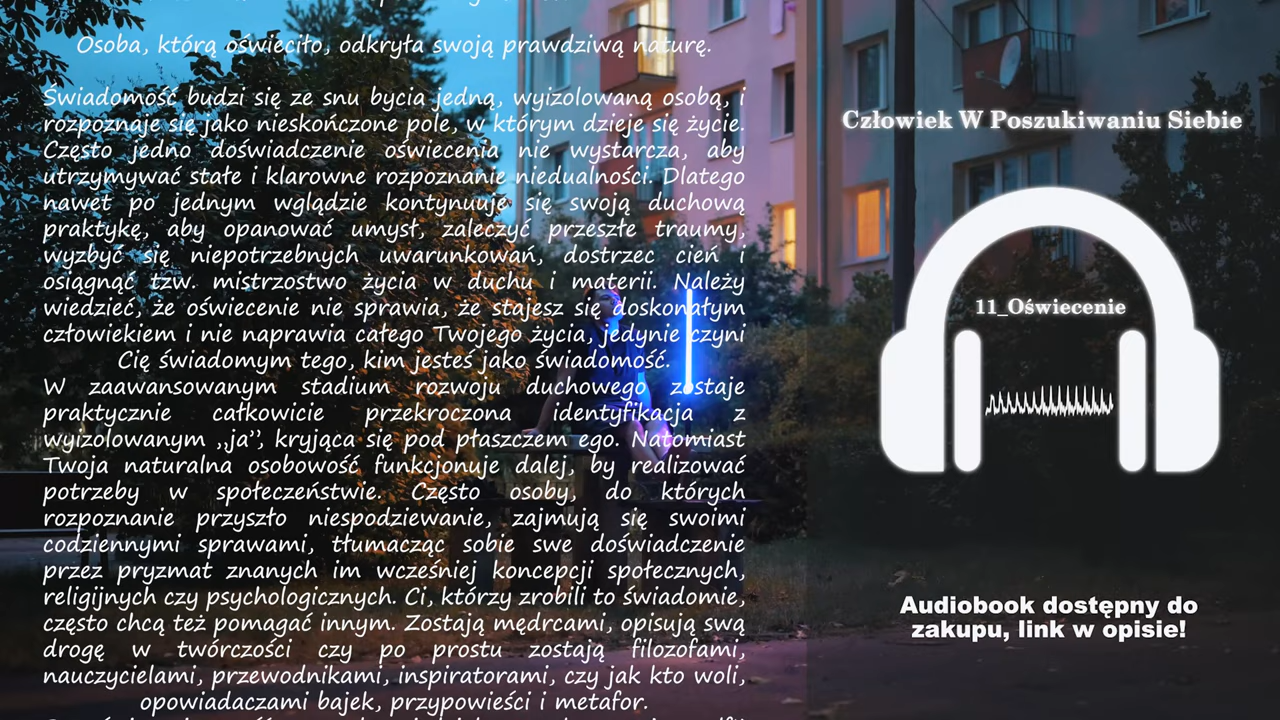 Osoba, którą oświeciło, odkryła swoją prawdziwą naturę.
Świadomość budzi się ze snu bycia jedną, wyizolowaną osobą, i
rozpoznaje się jako nieskończone pole, w którym dzieje się życie.
Często jedno doświadczenie oświecenia nie wystarcza, aby
utrzymywać stałe i klarowne rozpoznanie niedualności. Dlatego
nawet po jednym wglądzie kontynuuje się swoją duchową
praktykę, aby opanować umysł, zaleczyć przeszłe traumy,
wyzbyć się niepotrzebnych uwarunkowań, dostrzec cień i
osiągnąć tzw. mistrzostwo życia w duchu i materii. Należy
wiedzieć, że oświecenie nie sprawia, że stajesz się doskonałym
człowiekiem i nie naprawia całego Twojego życia, jedynie czyni
Cię świadomym tego, kim jesteś jako świadomość.
W zaawansowanym stadium rozwoju duchowego zostaje
praktycznie całkowicie przekroczona identyfikacja z
wyizolowanym „ja”, kryjąca się pod płaszczem ego. Natomiast
Twoja naturalna osobowość funkcjonuje dalej, by realizować
potrzeby w społeczeństwie. Często osoby, do których
rozpoznanie przyszło niespodziewanie, zajmują się swoimi
codziennymi sprawami, tłumacząc sobie swe doświadczenie
przez pryzmat znanych im wcześniej koncepcji społecznych,
religijnych czy psychologicznych. Ci, którzy zrobili to świadomie,
często chcą też pomagać innym. Zostają mędrcami, opisują swą
drogę w twórczości czy po prostu zostają filozofami,
nauczycielami, przewodnikami, inspiratorami, czy jak kto woli,
opowiadaczami bajek, przypowieści i metafor.
Człowiek W Poszukiwaniu Siebie
11_Oświecenie
Audiobook dostępny do
zakupu, link w opisie!